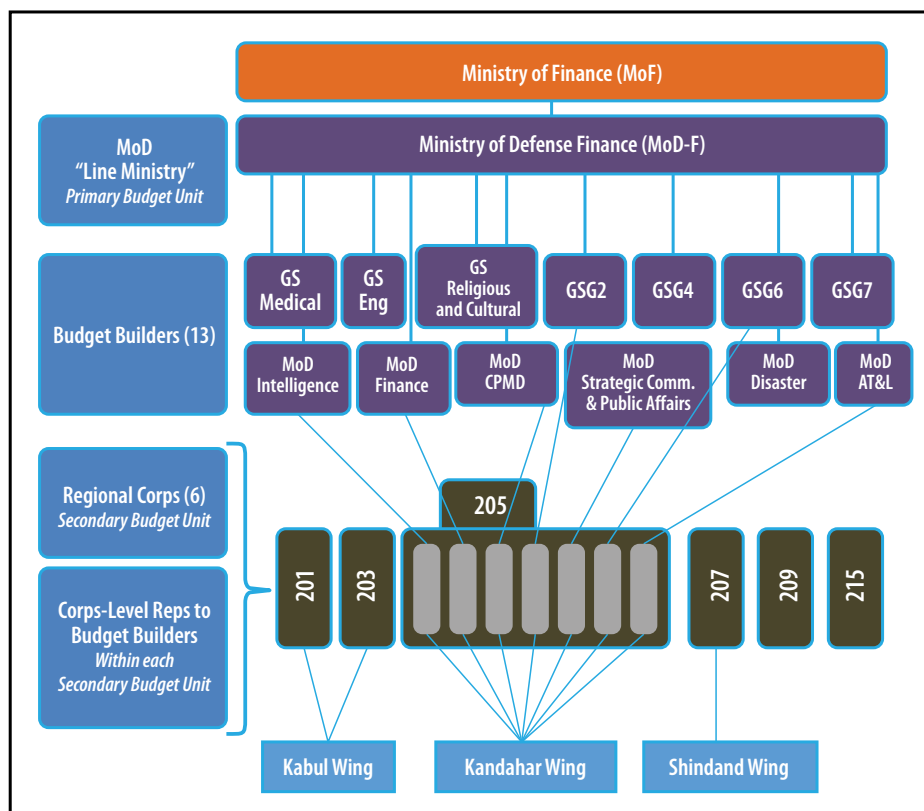 Ministry of Finance (MoF)
MoD
“Line Ministry”
Primary Budget Unit
Ministry of Defense Finance (MoD-F)
Budget Builders (13)
GS
Medical
GS
Eng
GS
Religious
and Cultural
GSG2
GSG4
GSG6
GSG7
MoD
Intelligence
MoD
Finance
MoD
CPMD
MoD
Strategic Comm.
& Public Affairs
MoD
Disaster
MoD
AT&L
Regional Corps (6)
Secondary Budget Unit
Corps-Level Reps to
Budget Builders
Within each
Secondary Budget Unit
201
203
205
207
209
215
Kabul Wing
Kandahar Wing
Shindand Wing